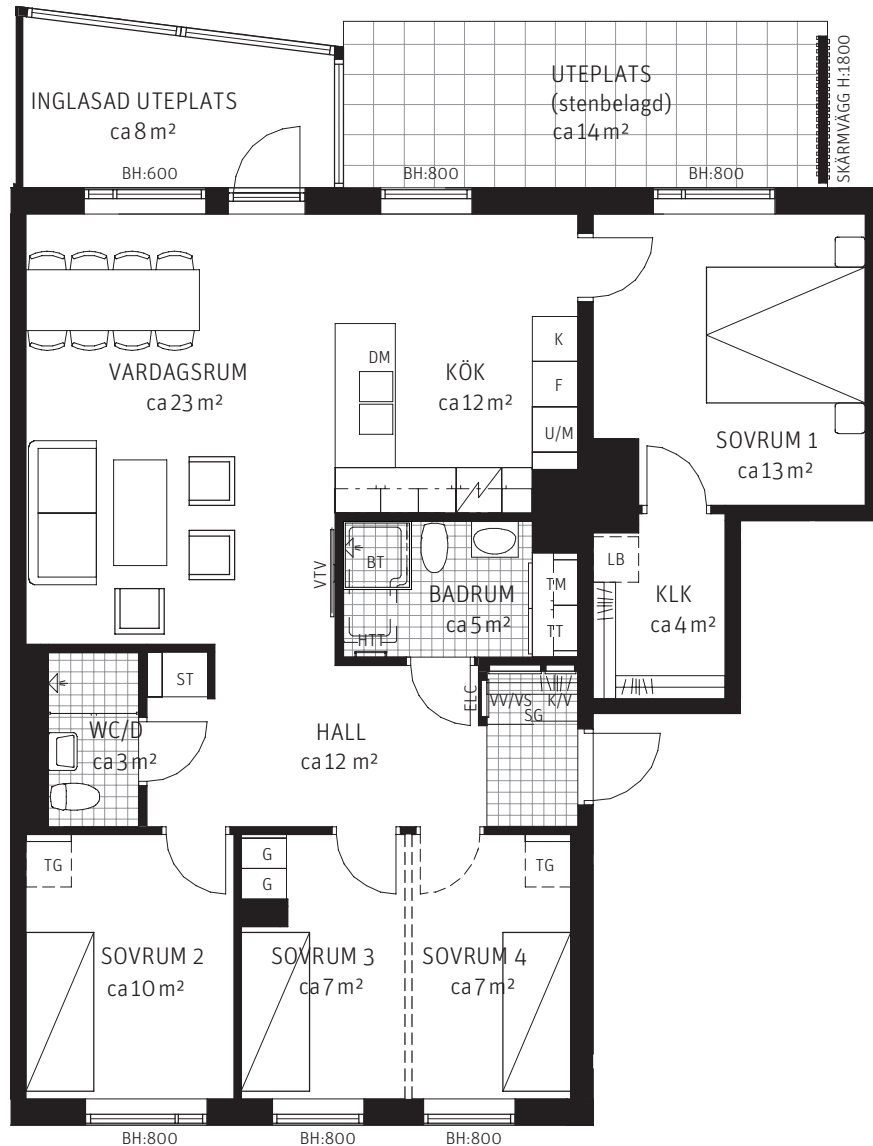 INGLASAD UTEPLATS
ca 8 m²
UTEPLATS
(stenbelagd)
ca 14 m²
SKÄRMVÄGG H:1800
BH:600
BH:800
BH:800
VARDAGSRUM
ca 23 m²
DM
KÖK
ca 12 m²
K
F
U/M
SOVRUM 1
ca 13 m²
VTV
BT
BADRUM
ca 5 m²
HTT
TM
TT
LB
KLK
ca 4 m²
ST
WC/D
ca 3 m²
HALL
ca 12 m²
ELC
VV/VS
K/V
SG
TG
G
G
TG
SOVRUM 2
ca 10 m²
SOVRUM 3
ca 7 m²
SOVRUM 4
ca 7 m²
BH:800
BH:800
BH:800